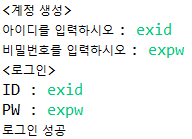 <계정 생성>
아이디를 입력하시오 : exid
비밀번호를 입력하시오 : expw
<로그인>
ID : exid
PW : expw
로그인 성공